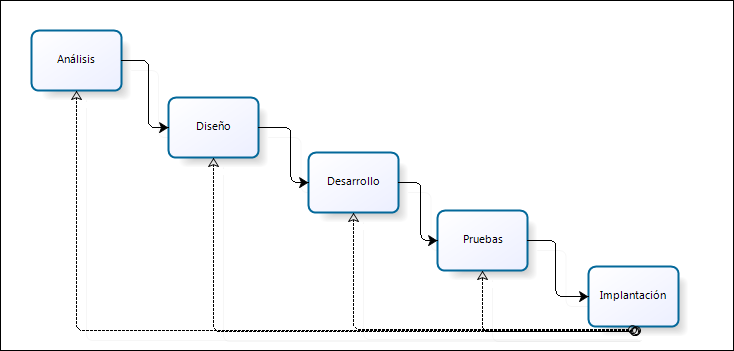 Análisis
Diseño
Desarrollo
Pruebas
Implantación